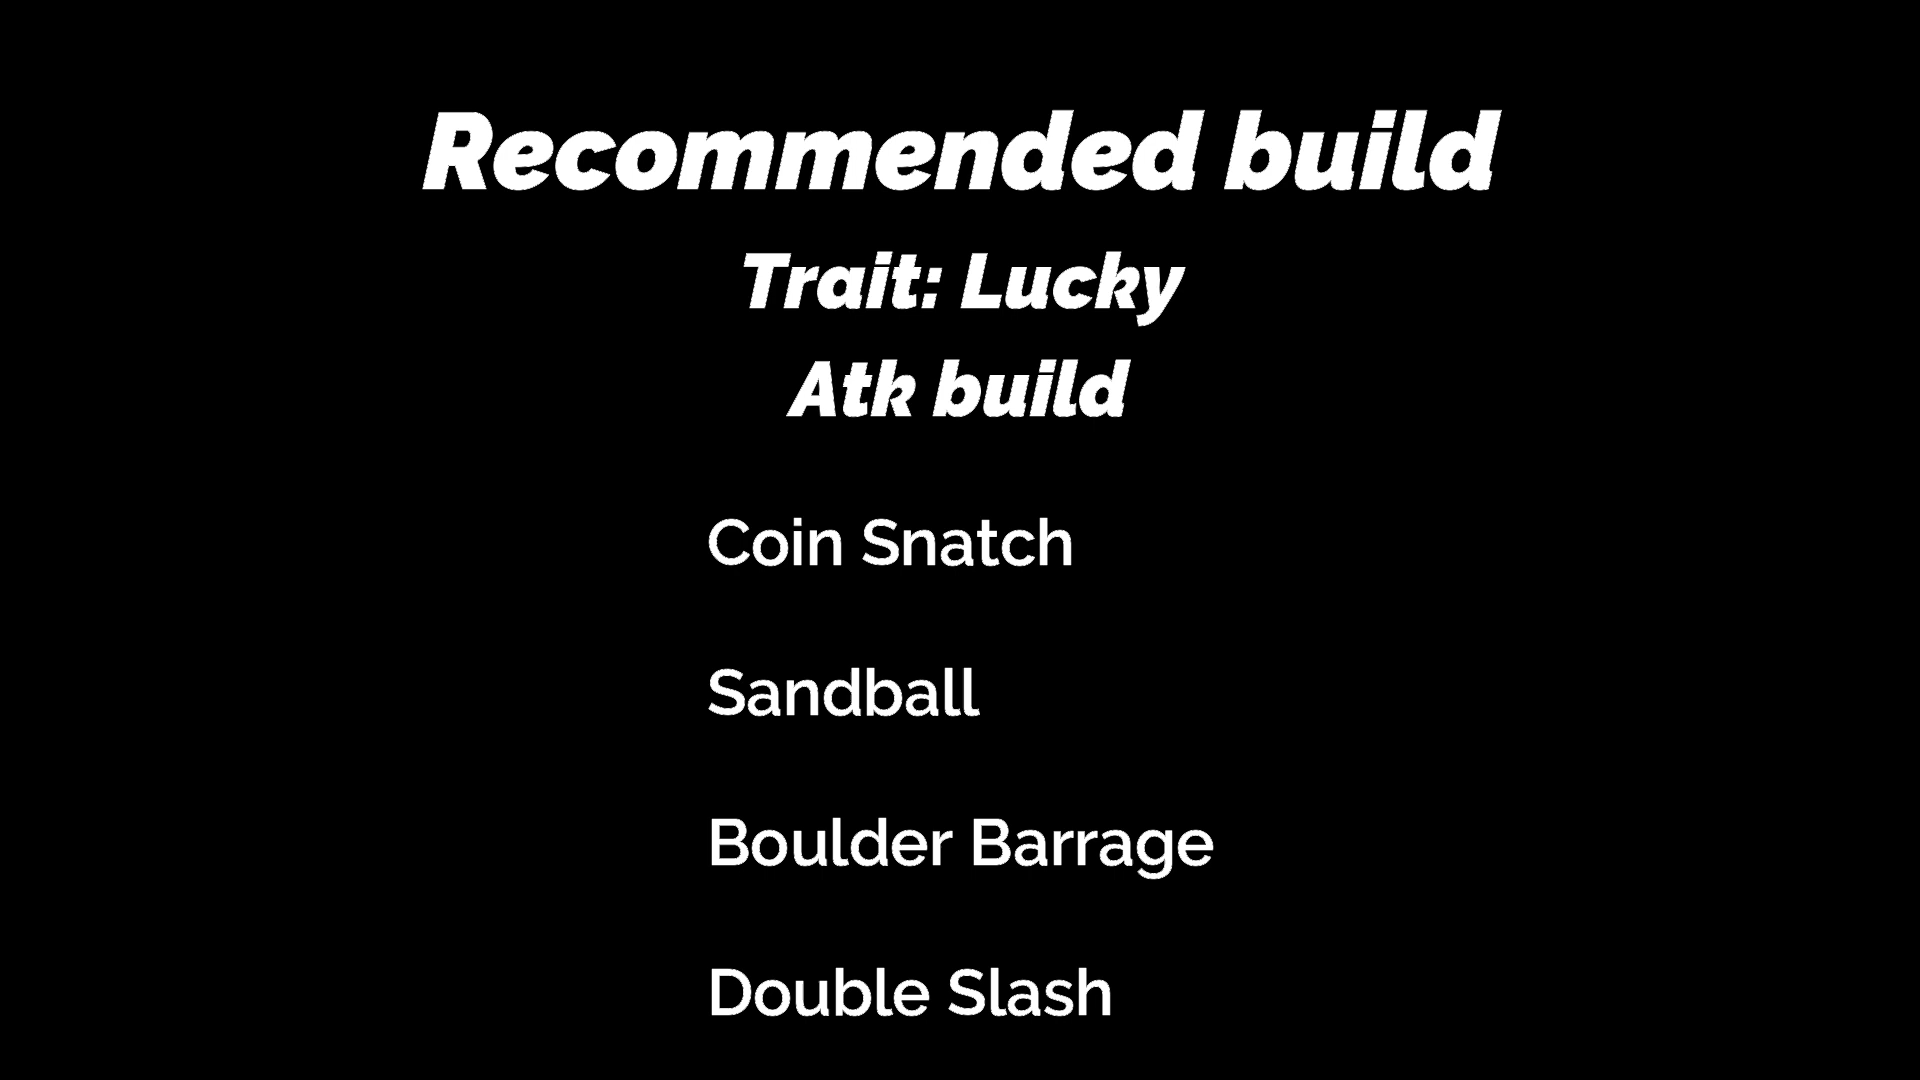 Recommended build
Trait: Lucky
Atk build
Coin Snatch
Sandball
Boulder Barrage
Double Slash